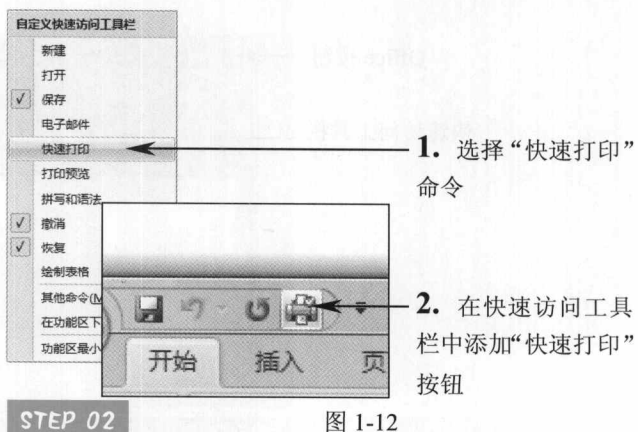 自定义快速访问工具栏
新建
打开
保存
电子邮件
快速打印
打印预览
拼写和语法
撤消
恢复
绘制表格
其他命令(M
在功能区下
功能区最小
开始 插入 页
1. 选择“快速打印”
命令
2. 在快速访问工具
栏中添加“快速打印”
按钮
STEP 02
图 1-12